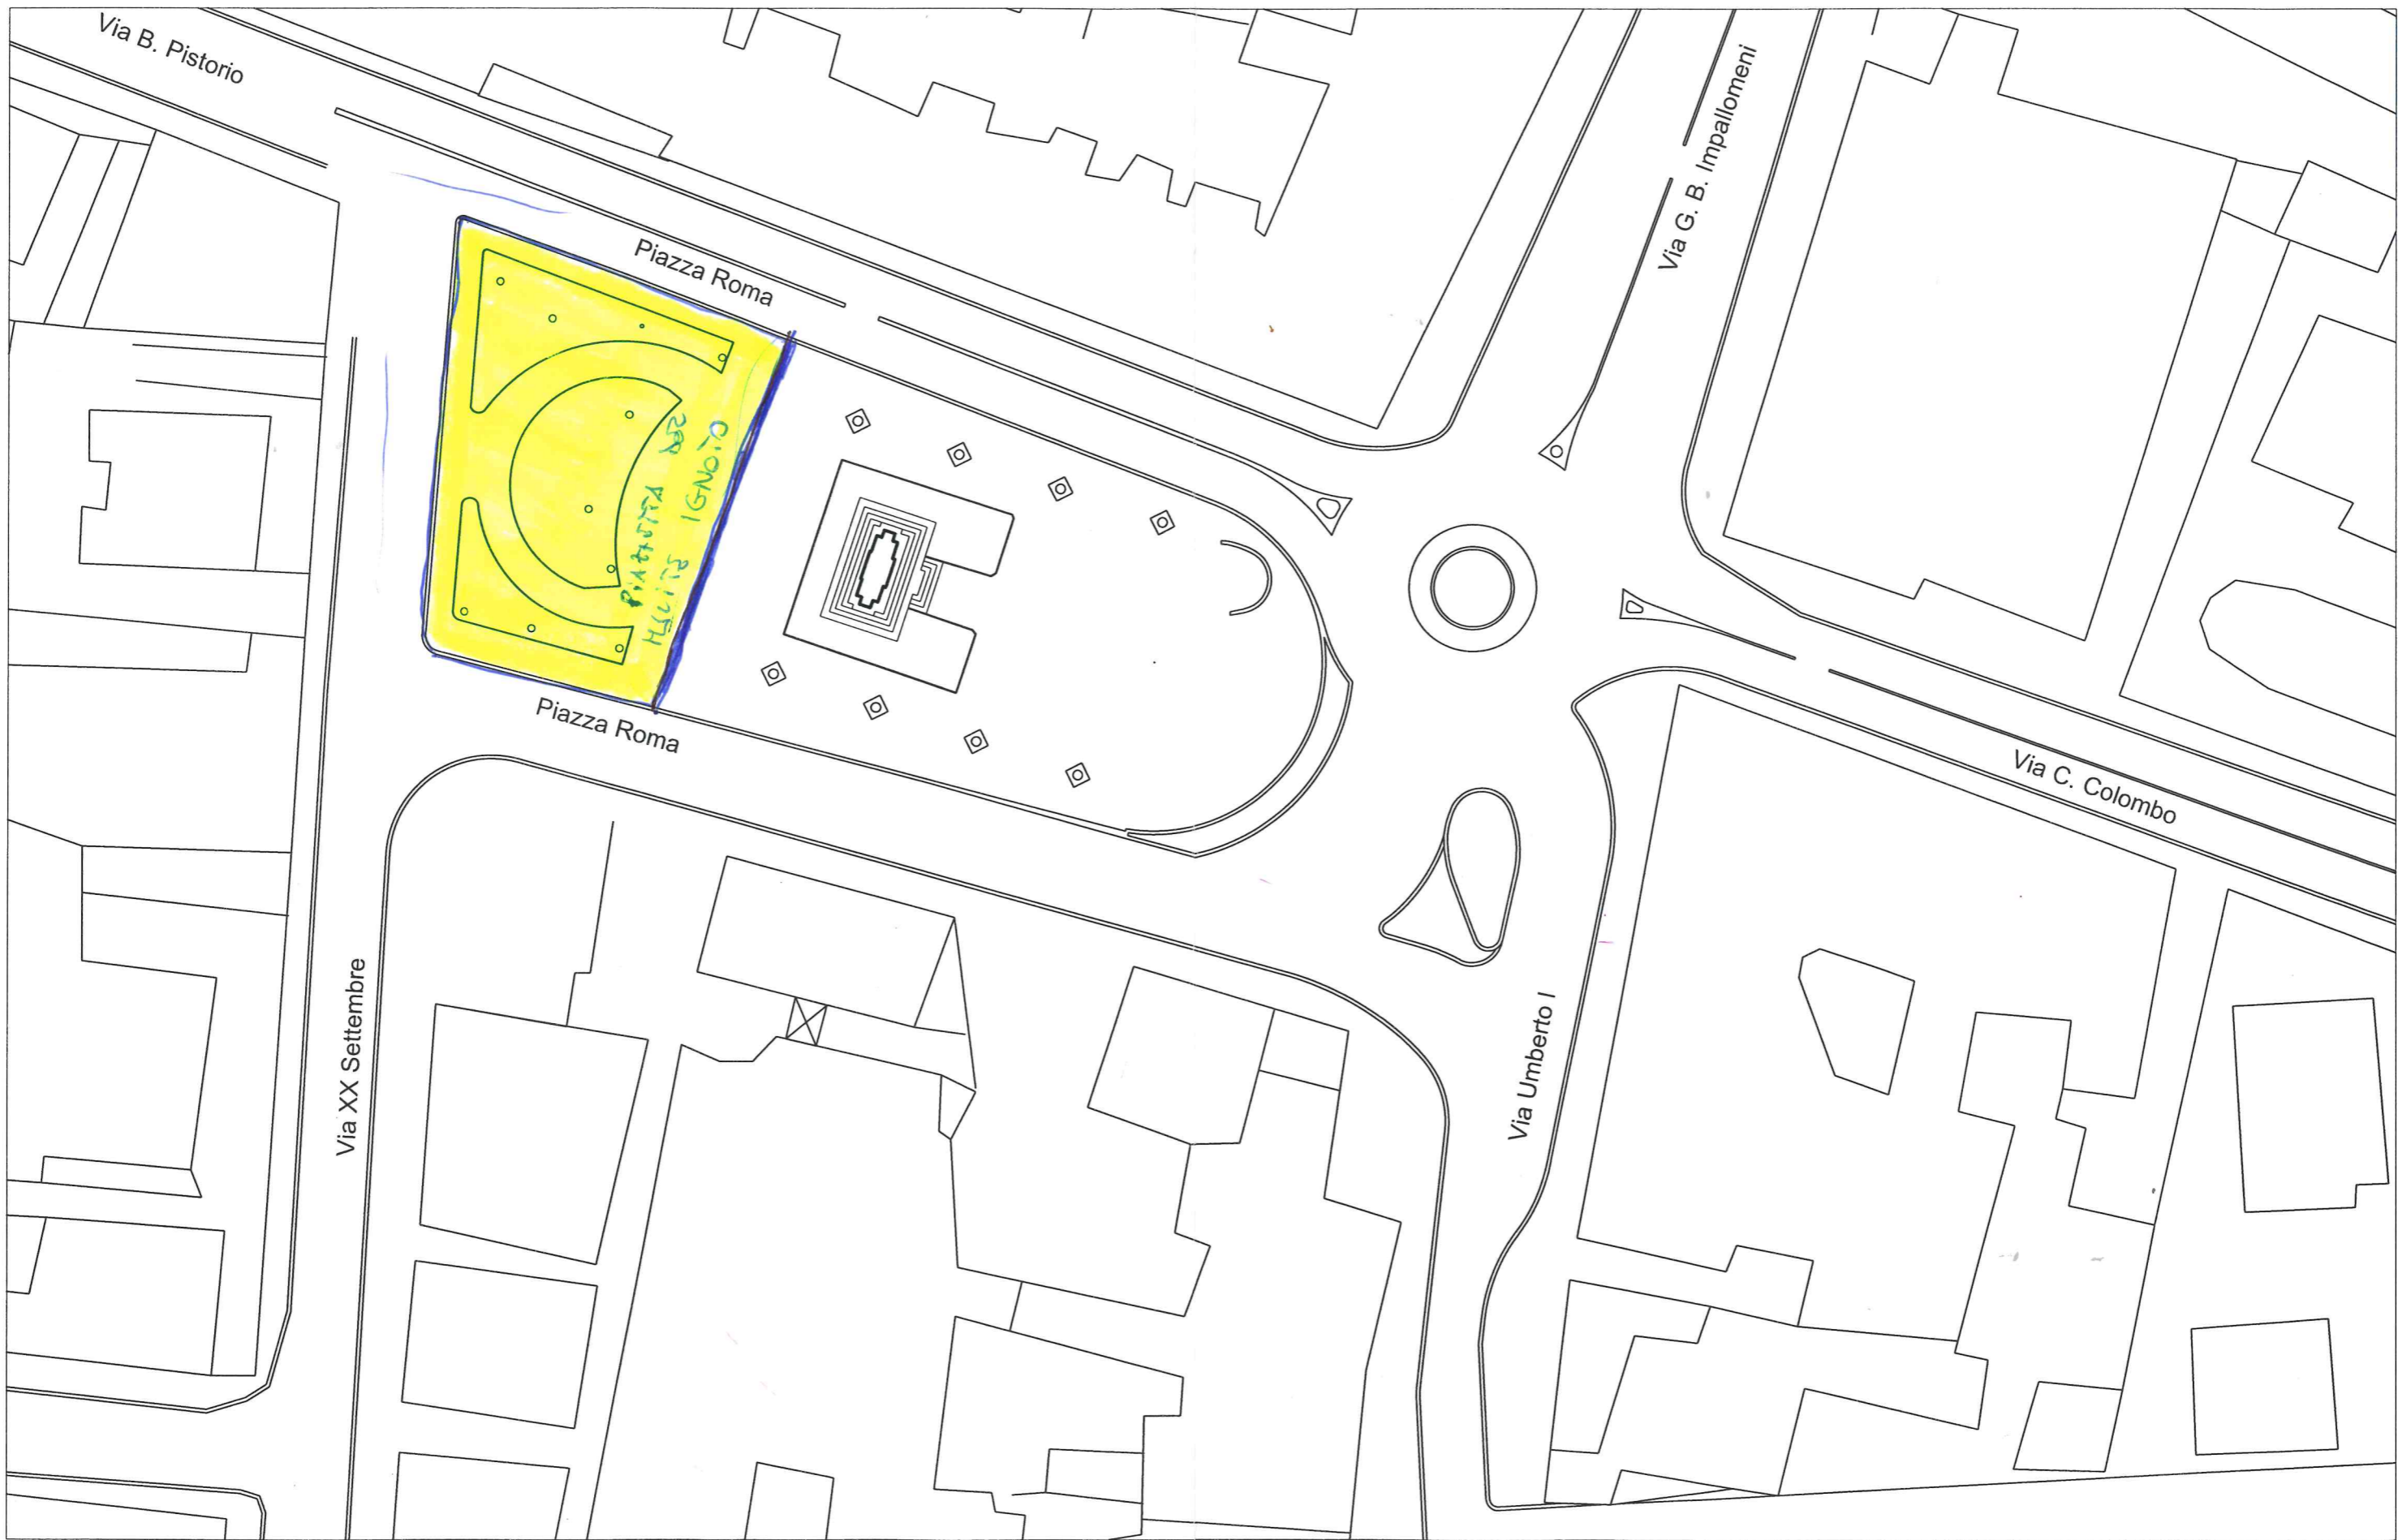 Via B. Pistorio
Via G. B. Impallomeni
Piazza Roma
PIAZZETTA DEL
MILITE IGNOTO
Piazza Roma
Via C. Colombo
Via XX Settembre
Via Umberto I